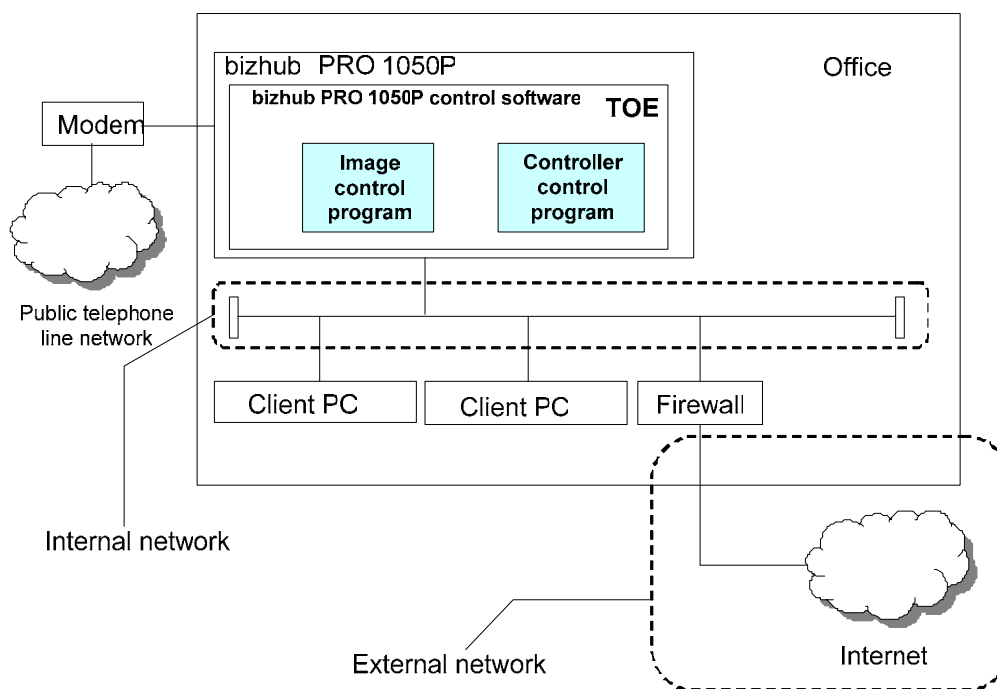 bizhub PRO 1050P
Office
bizhub PRO 1050P control software
TOE
Modem
Image
control
program
Controller
control
program
Public telephone
line network
Client PC
Client PC
Firewall
Internal network
External network
Internet